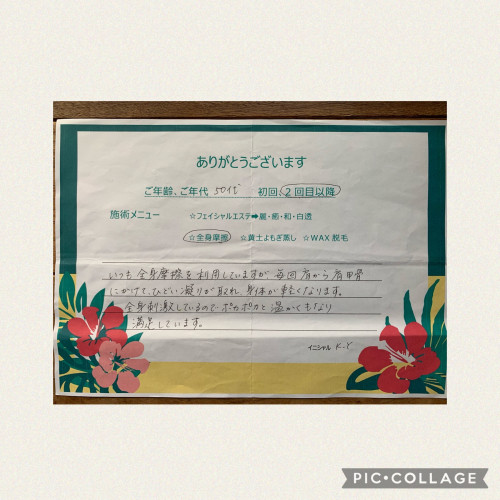 ありがとうございます
ご年齢、ご年代 50代 初回、2回目以降
施術メニュー ☆フェイシャルエステ➡麗・癒・和・白透
☆全身摩擦 ☆黄土よもぎ蒸し ☆WAX脱毛
いつも全身摩擦を利用していますが、毎回肩から肩甲骨
にかけて、ひどい凝りが取れ、身体が軽くなります。
全身刺激しているのでポカポカと温かくもなり
満足しています。
イニシャル K.Y
PIC•COLLAGE